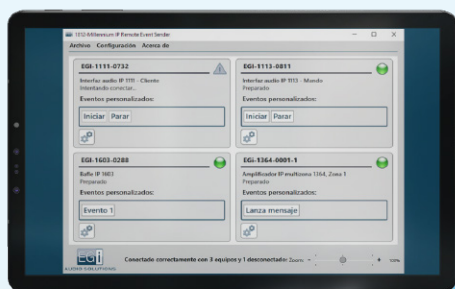 1950-Millennium IP Remote Event Sender
Archivo Configuración Acerca de
EGI-1111-0732
Interfaz audio IP 1111 - Cliente
Intentando conectar...
Eventos personalizados:
Iniciar Parar
EGI-1113-0811
Interfaz audio IP 1113 - Mando
Preparado
Eventos personalizados:
Iniciar Parar
EGI-1603-0288
Bafle IP 1603
Preparado
Eventos personalizados:
Evento 1
EGI-1364-0001-1
Amplificador IP multizona 1364, Zona 1
Preparado
Eventos personalizados:
Lanza mensaje
EGi
AUDIO SOLUTIONS
Conectado correctamente con 3 equipos y 1 desconectado
Zoom: - +